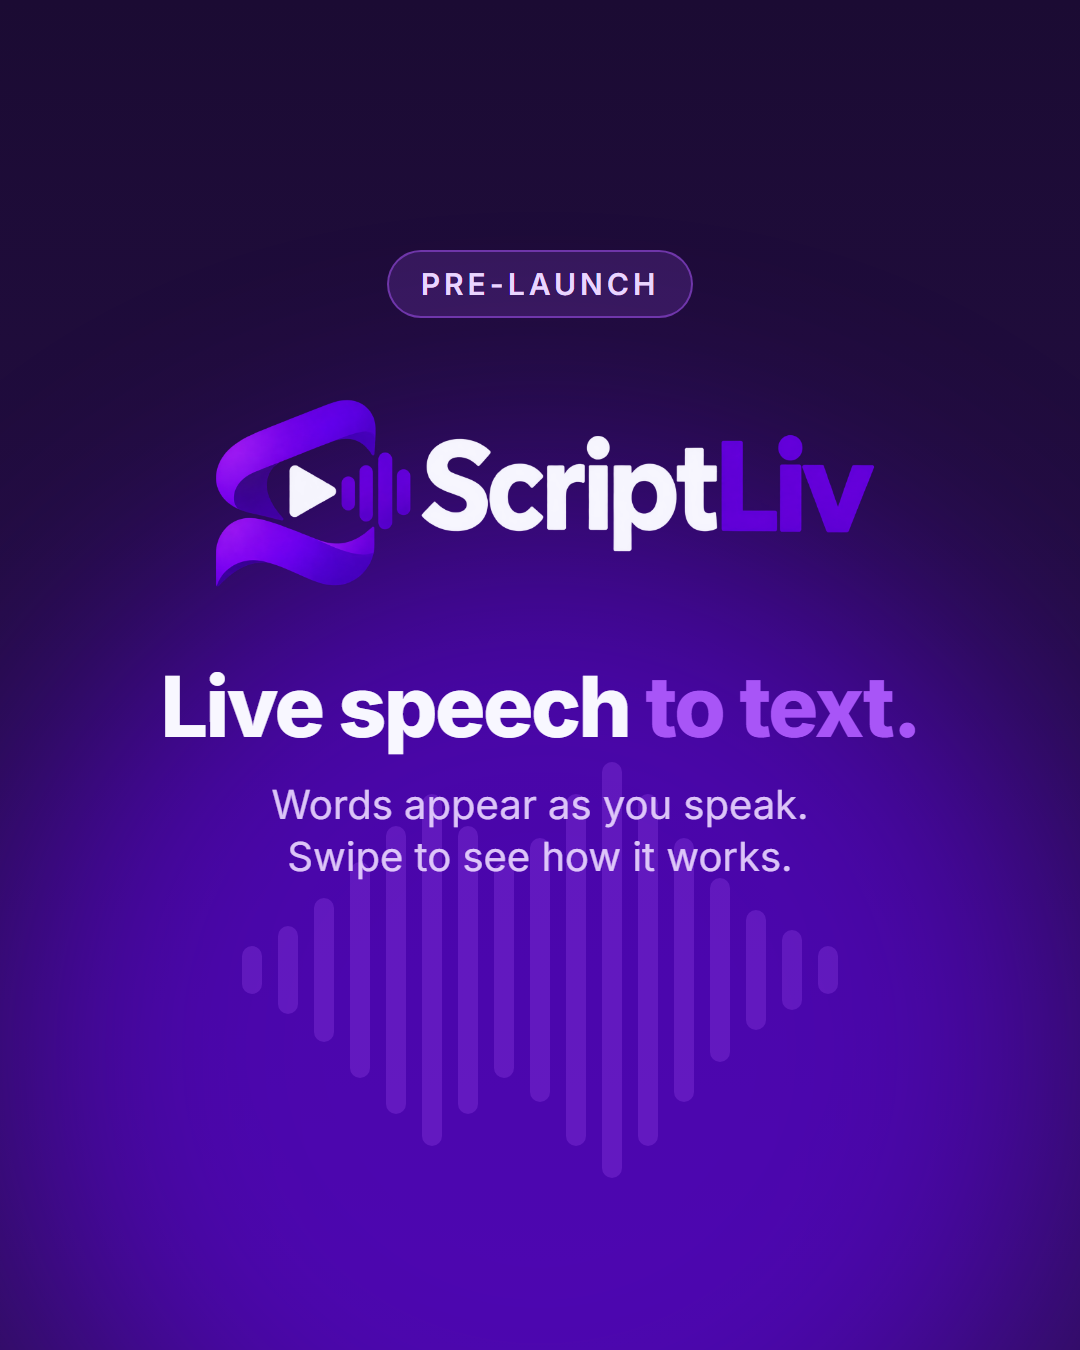 PRE-LAUNCH
ScriptLiv
Live speech to text.
Words appear as you speak.
Swipe to see how it works.